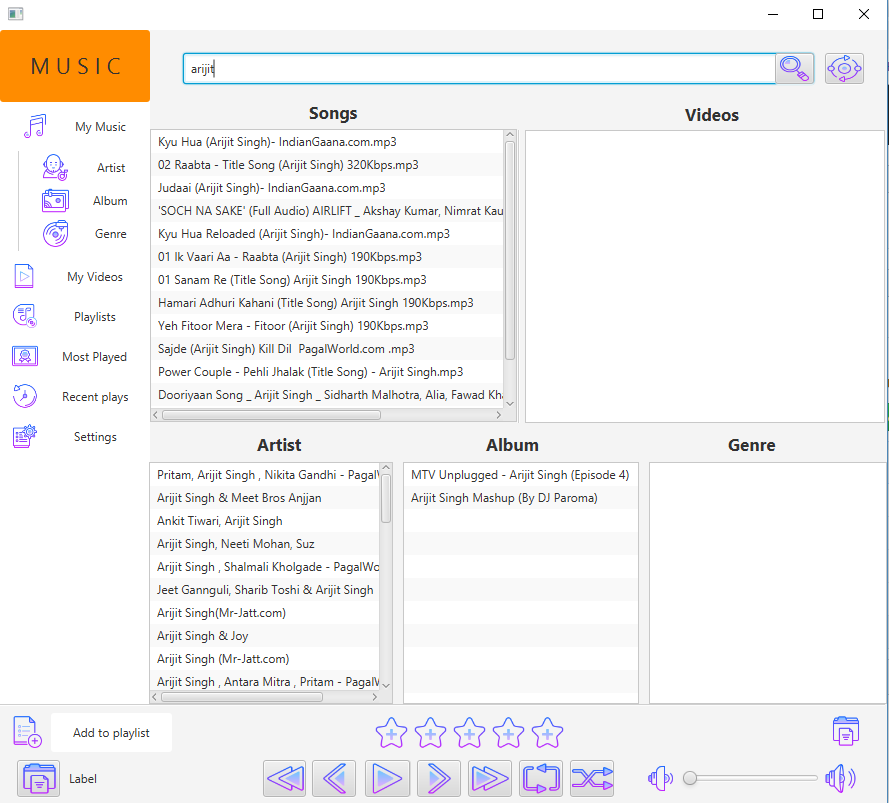 MUSIC
arijit
My Music
Artist
Album
Genre
My Videos
Playlists
Most Played
Recent plays
Settings
Songs
Kyu Hua (Arijit Singh)- IndianGaana.com.mp3
02 Raabta - Title Song (Arijit Singh) 320Kbps.mp3
Judaai (Arijit Singh)- IndianGaana.com.mp3
'SOCH NA SAKE' (Full Audio) AIRLIFT _ Akshay Kumar, Nimrat Kau
Kyu Hua Reloaded (Arijit Singh)- IndianGaana.com.mp3
01 Ik Vaari Aa - Raabta (Arijit Singh) 190Kbps.mp3
01 Sanam Re (Title Song) Arijit Singh 190Kbps.mp3
Hamari Adhuri Kahani (Title Song) Arijit Singh 190Kbps.mp3
Yeh Fitoor Mera - Fitoor (Arijit Singh) 190Kbps.mp3
Sajde (Arijit Singh) Kill Dil  PagalWorld.com .mp3
Power Couple - Pehli Jhalak (Title Song) - Arijit Singh.mp3
Dooriyaan Song _ Arijit Singh _ Sidharth Malhotra, Alia, Fawad Kh
Videos
Artist
Pritam, Arijit Singh , Nikita Gandhi - Pagal
Arijit Singh & Meet Bros Anjjan
Ankit Tiwari, Arijit Singh
Arijit Singh, Neeti Mohan, Suz
Arijit Singh , Shalmali Kholgade - PagalWo
Jeet Gannguli, Sharib Toshi & Arijit Singh
Arijit Singh(Mr-Jatt.com)
Arijit Singh & Joy
Arijit Singh (Mr-Jatt.com)
Arijit Singh , Antara Mitra , Pritam - Pagal
Album
MTV Unplugged - Arijit Singh (Episode 4)
Arijit Singh Mashup (By DJ Paroma)
Genre
Add to playlist
Label